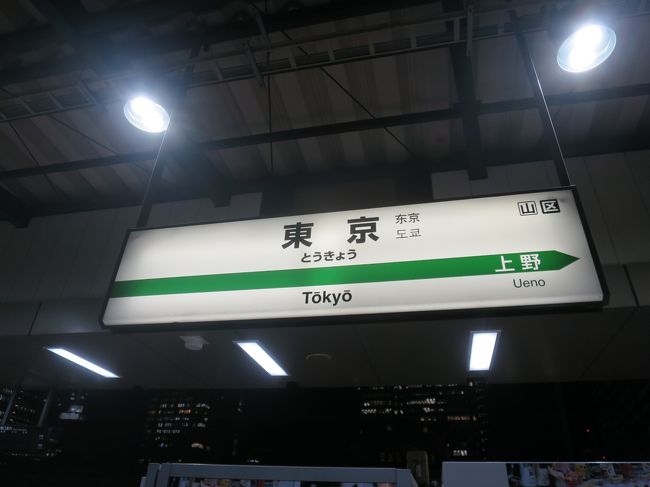 東京
とうきょう
Tōkyō
东京
도쿄
山区
上野
Ueno